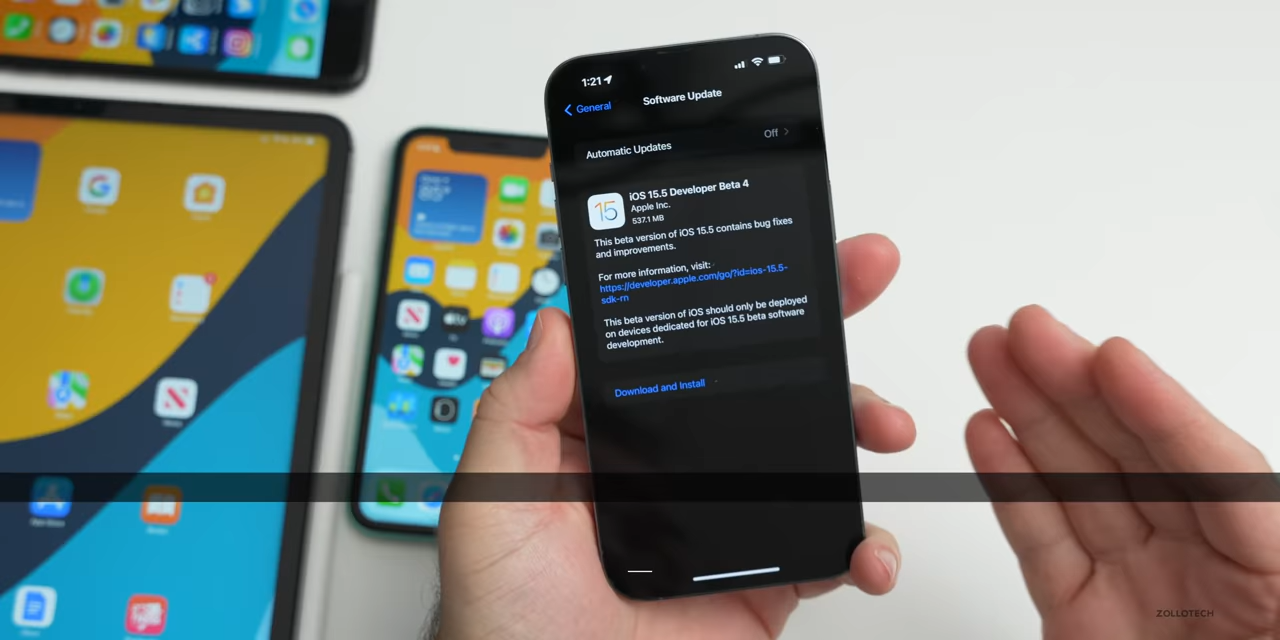 1:21
General
Software Update
Automatic Updates
Off
15
iOS 15.5 Developer Beta 4
Apple Inc.
537.1 MB
This beta version of iOS 15.5 contains bug fixes
and improvements.
For more information, visit:
https://developer.apple.com/go/?id=ios-15.5-
sdk-rn
This beta version of iOS should only be deployed
on devices dedicated for iOS 15.5 beta software
development.
Download and Install
ZOLLOTECH